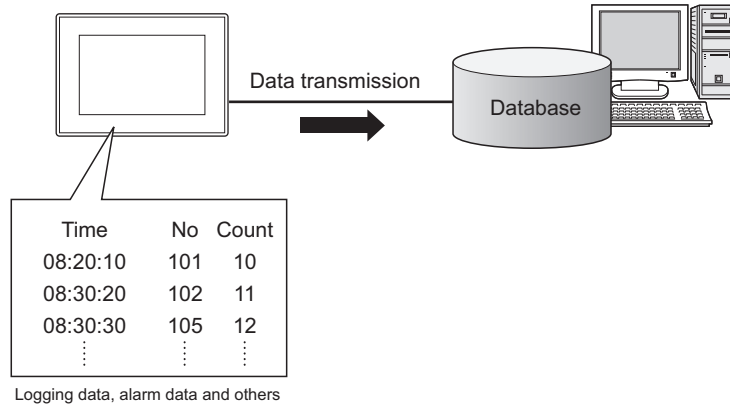 Data transmission
Database
Time No Count
08:20:10 101 10
08:30:20 102 11
08:30:30 105 12
Logging data, alarm data and others